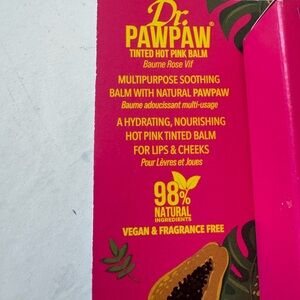 Dr.
PAWPAW
TINTED HOT PINK BALM
Baume Rose Vif
MULTIPURPOSE SOOTHING
BALM WITH NATURAL PAWPAW
Baume adoucissant multi-usage
A HYDRATING, NOURISHING
HOT PINK TINTED BALM
FOR LIPS & CHEEKS
Pour Lèvres et Joues
98%
NATURAL
INGREDIENTS
VEGAN & FRAGRANCE FREE